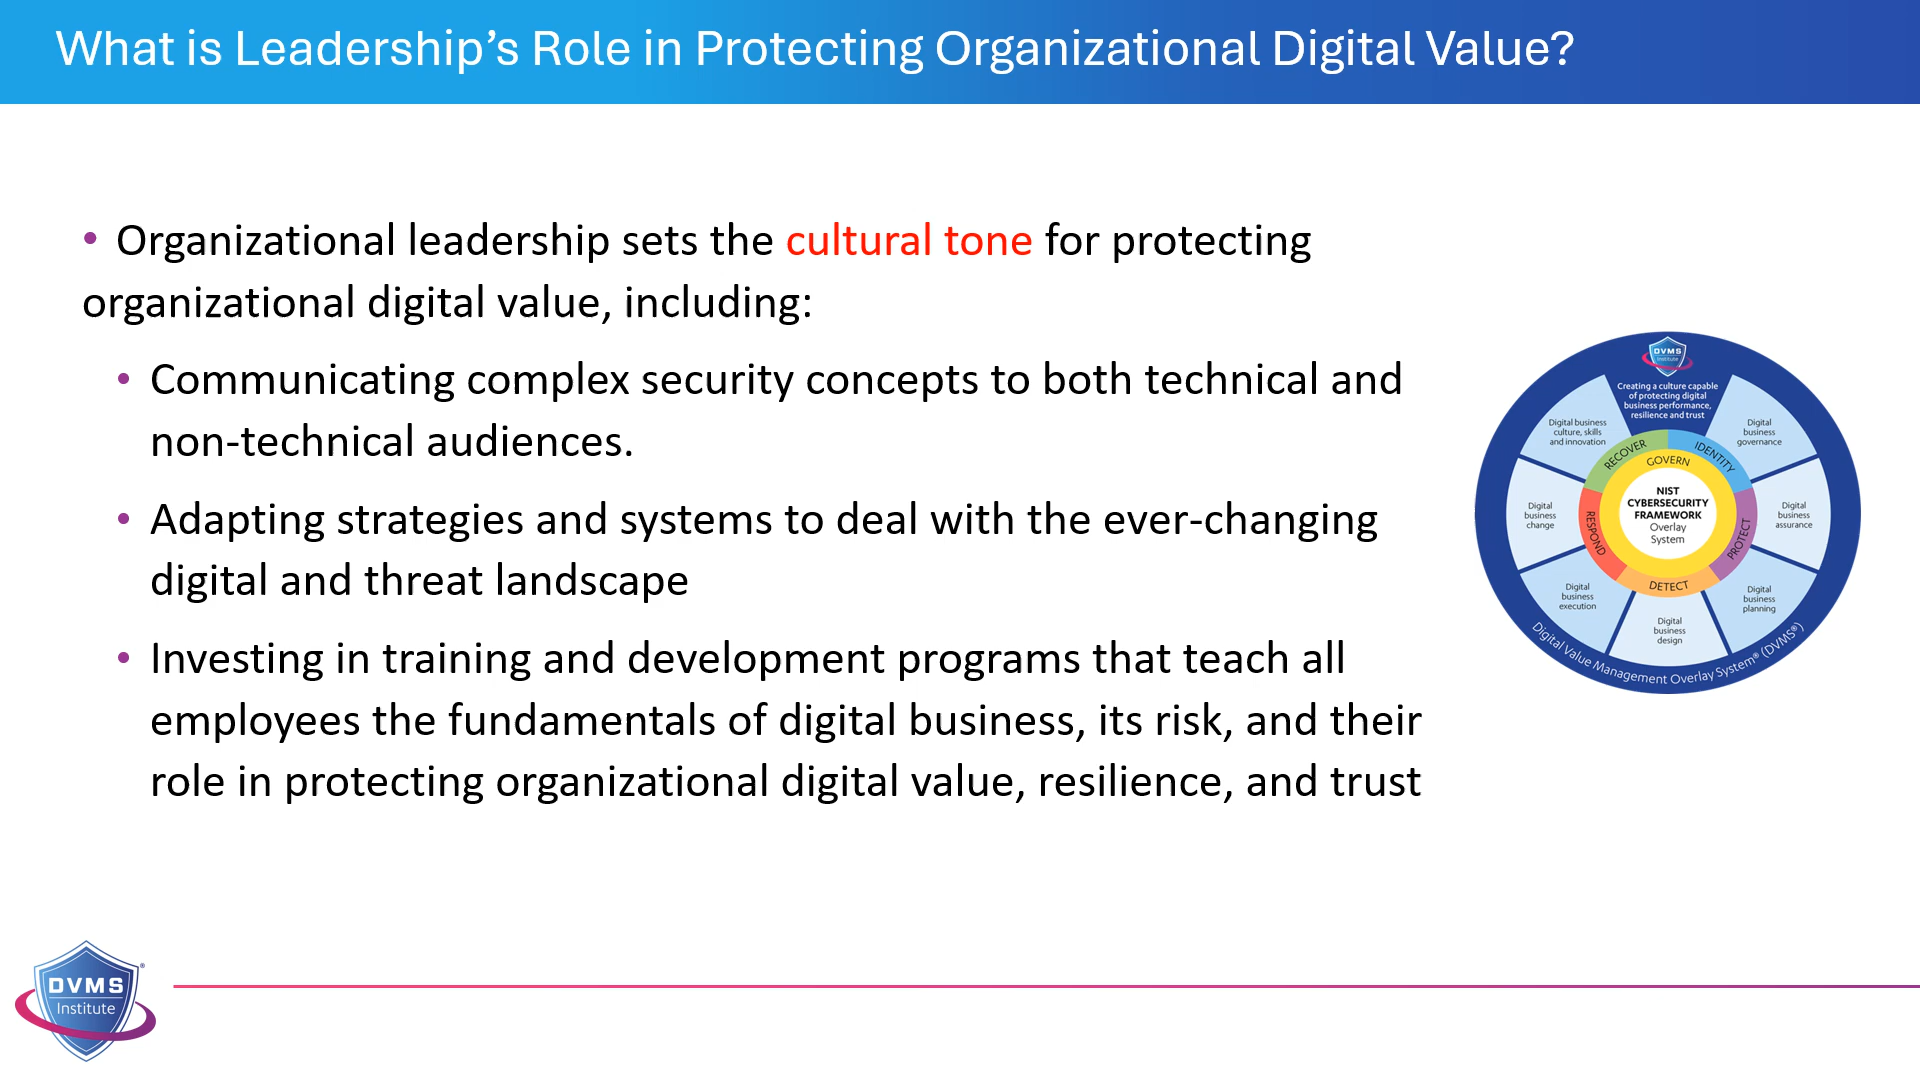 What is Leadership’s Role in Protecting Organizational Digital Value?
• Organizational leadership sets the cultural tone for protecting
organizational digital value, including:
• Communicating complex security concepts to both technical and
non-technical audiences.
• Adapting strategies and systems to deal with the ever-changing
digital and threat landscape
• Investing in training and development programs that teach all
employees the fundamentals of digital business, its risk, and their
role in protecting organizational digital value, resilience, and trust
DVMS
Institute
Creating a culture capable
of protecting digital
business performance,
resilience and trust
Digital
business
governance
Digital
business
assurance
Digital
business
planning
Digital
business
design
Digital
business
execution
Digital
business
change
Digital business
culture, skills
and innovation
RECOVER
IDENTITY
PROTECT
DETECT
RESPOND
GOVERN
NIST
CYBERSECURITY
FRAMEWORK
Overlay
System
Digital Value Management Overlay System® (DVMS®)
DVMS®
Institute